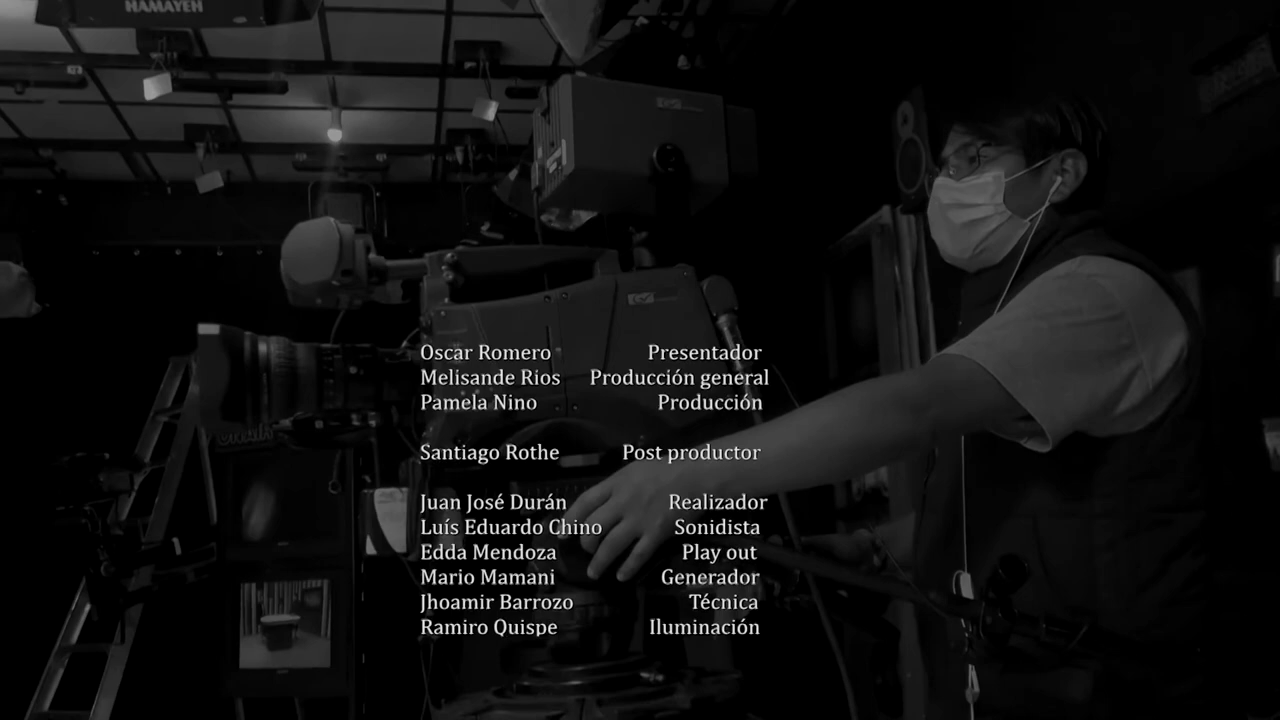 HAMAYEH
Oscar Romero Presentador
Melisande Rios Producción general
Pamela Nino Producción
Santiago Rothe Post productor
Juan José Durán Realizador
Luís Eduardo Chino Sonidista
Edda Mendoza Play out
Mario Mamani Generador
Jhoamir Barrozo Técnica
Ramiro Quispe Iluminación